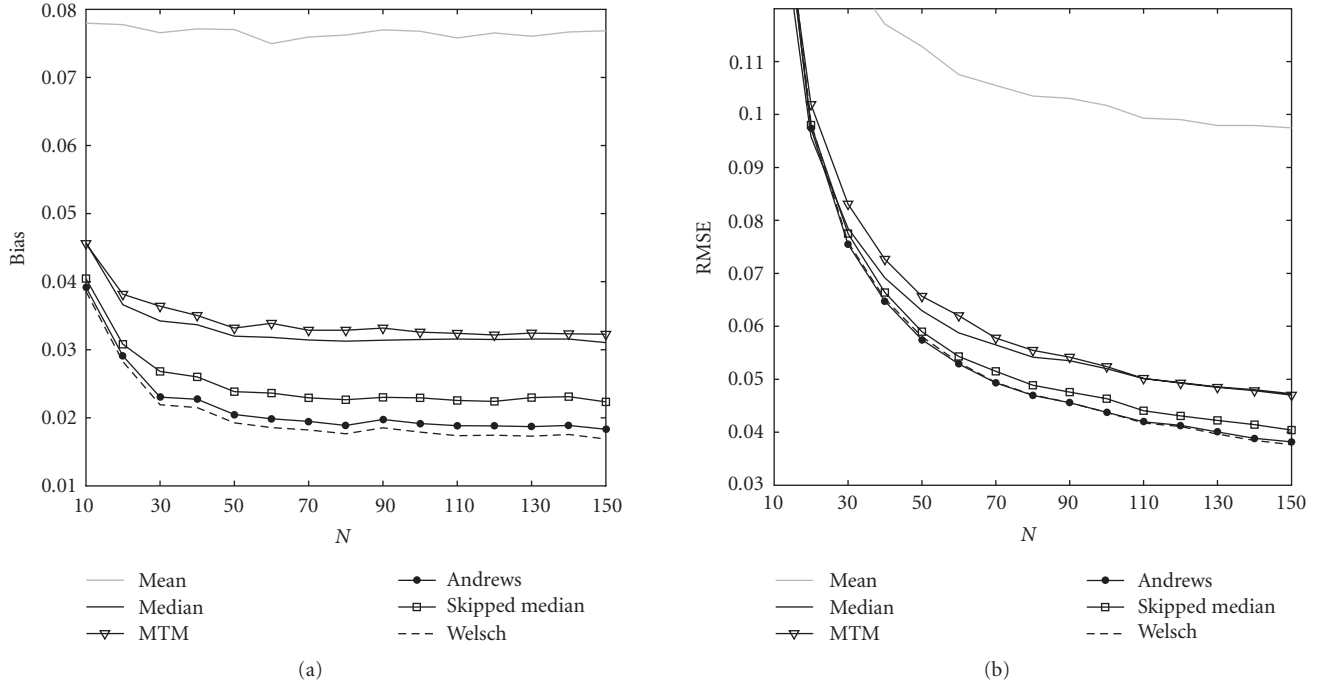 0.08
0.07
0.06
0.05
0.04
0.03
0.02
0.01
Bias
10 30 50 70 90 110 130 150
N
Mean
Median
MTM
Andrews
Skipped median
Welsch
(a)
0.11
0.1
0.09
0.08
0.07
0.06
0.05
0.04
0.03
RMSE
10 30 50 70 90 110 130 150
N
Mean
Median
MTM
Andrews
Skipped median
Welsch
(b)